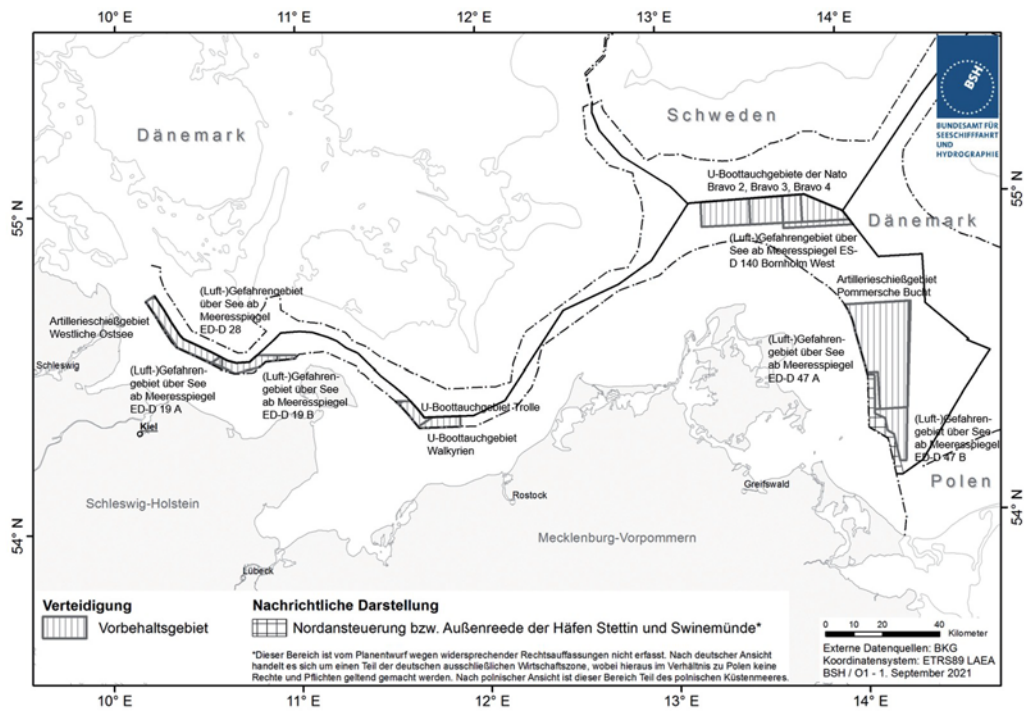 10° E
11° E
12° E
13° E
14° E
BSH
BUNDESAMT FÜR
SEESCHIFFFAHRT
UND
HYDROGRAPHIE
Schweden
Dänemark
U-Boottauchgebiete der Nato
Bravo 2, Bravo 3, Bravo 4
55° N
55° N
Dänemark
(Luft-)Gefahrengebiet über
See ab Meeresspiegel ES-
D 140 Bornholm West
Artillerieschießgebiet
Pommersche Bucht
(Luft-)Gefahrengebiet
über See ab
Meeresspiegel
ED-D 28
Artillerieschießgebiet
Westliche Ostsee
Schleswig
(Luft-)Gefahren-
gebiet über See
ab Meeresspiegel
ED-D 19 A
(Luft-)Gefahren-
gebiet über See
ab Meeresspiegel
ED-D 19 B
(Luft-)Gefahren-
gebiet über See
ab Meeresspiegel
ED-D 47 A
U-Boottauchgebiet Trolle
U-Boottauchgebiet
Walkyrien
(Luft-)Gefahren-
gebiet über See
ab Meeresspiegel
ED-D 47 B
Kiel
Polen
Greifswald
Rostock
Schleswig-Holstein
54° N
54° N
Mecklenburg-Vorpommern
Lübeck
Verteidigung
Vorbehaltsgebiet
Nachrichtliche Darstellung
Nordansteuerung bzw. Außenreede der Häfen Stettin und Swinemünde*
*Dieser Bereich ist vom Planentwurf wegen widersprechender Rechtsauffassungen nicht erfasst. Nach deutscher Ansicht
handelt es sich um einen Teil der deutschen ausschließlichen Wirtschaftszone, wobei hieraus im Verhältnis zu Polen keine
Rechte und Pflichten geltend gemacht werden. Nach polnischer Ansicht ist dieser Bereich Teil des polnischen Küstenmeeres.
0 10 20 40
Kilometer
Externe Datenquellen: BKG
Koordinatensystem: ETRS89 LAEA
BSH / O1 - 1. September 2021
10° E
11° E
12° E
13° E
14° E